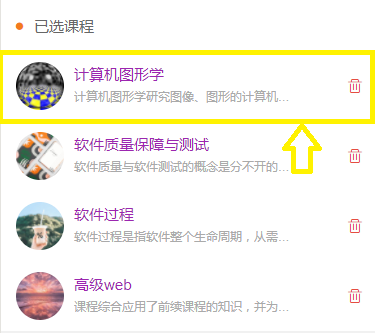 已选课程
计算机图形学
计算机图形学研究图像、图形的计算机...
软件质量保障与测试
软件质量与软件测试的概念是分不开的...
软件过程
软件过程是指软件整个生命周期，从需...
高级web
课程综合应用了前续课程的知识，并为...